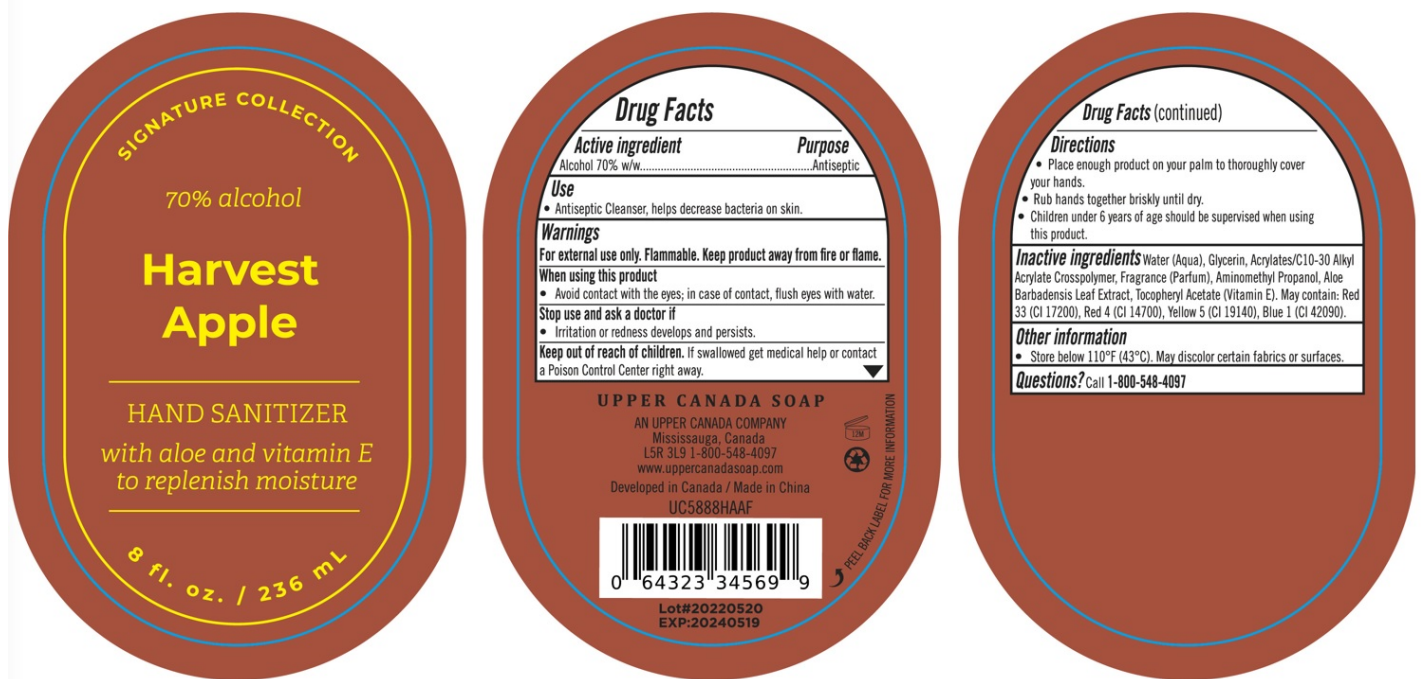 SIGNATURE COLLECTION
70% alcohol
Harvest
Apple
HAND SANITIZER
with aloe and vitamin E
to replenish moisture
8 fl. oz. / 236 mL
Drug Facts
Active ingredient Purpose
Alcohol 70% w/w............................................................Antiseptic
Use
• Antiseptic Cleanser, helps decrease bacteria on skin.
Warnings
For external use only. Flammable. Keep product away from fire or flame.
When using this product
• Avoid contact with the eyes; in case of contact, flush eyes with water.
Stop use and ask a doctor if
• Irritation or redness develops and persists.
Keep out of reach of children. If swallowed get medical help or contact
a Poison Control Center right away.
UPPER CANADA SOAP
AN UPPER CANADA COMPANY
Mississauga, Canada
L5R 3L9 1-800-548-4097
www.uppercanadasoap.com
Developed in Canada / Made in China
UC5888HAAF
12M
PEEL BACK LABEL FOR MORE INFORMATION
0 64323 34569 9
Lot#20220520
EXP:20240519
Drug Facts (continued)
Directions
• Place enough product on your palm to thoroughly cover
your hands.
• Rub hands together briskly until dry.
• Children under 6 years of age should be supervised when using
this product.
Inactive ingredients Water (Aqua), Glycerin, Acrylates/C10-30 Alkyl
Acrylate Crosspolymer, Fragrance (Parfum), Aminomethyl Propanol, Aloe
Barbadensis Leaf Extract, Tocopheryl Acetate (Vitamin E). May contain: Red
33 (CI 17200), Red 4 (CI 14700), Yellow 5 (CI 19140), Blue 1 (CI 42090).
Other information
• Store below 110°F (43°C). May discolor certain fabrics or surfaces.
Questions? Call 1-800-548-4097